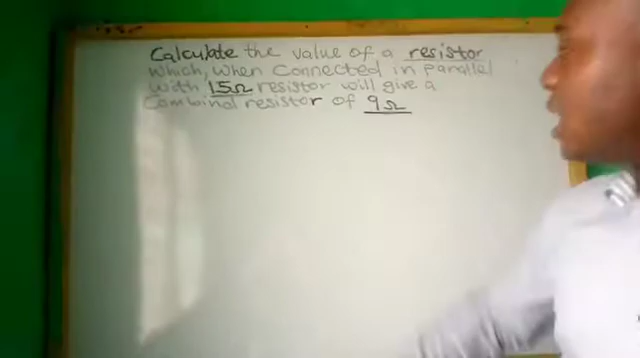 Calculate the value of a resistor
which, when connected in parallel
with 15Ω resistor will give a
Combind resistor of 9Ω